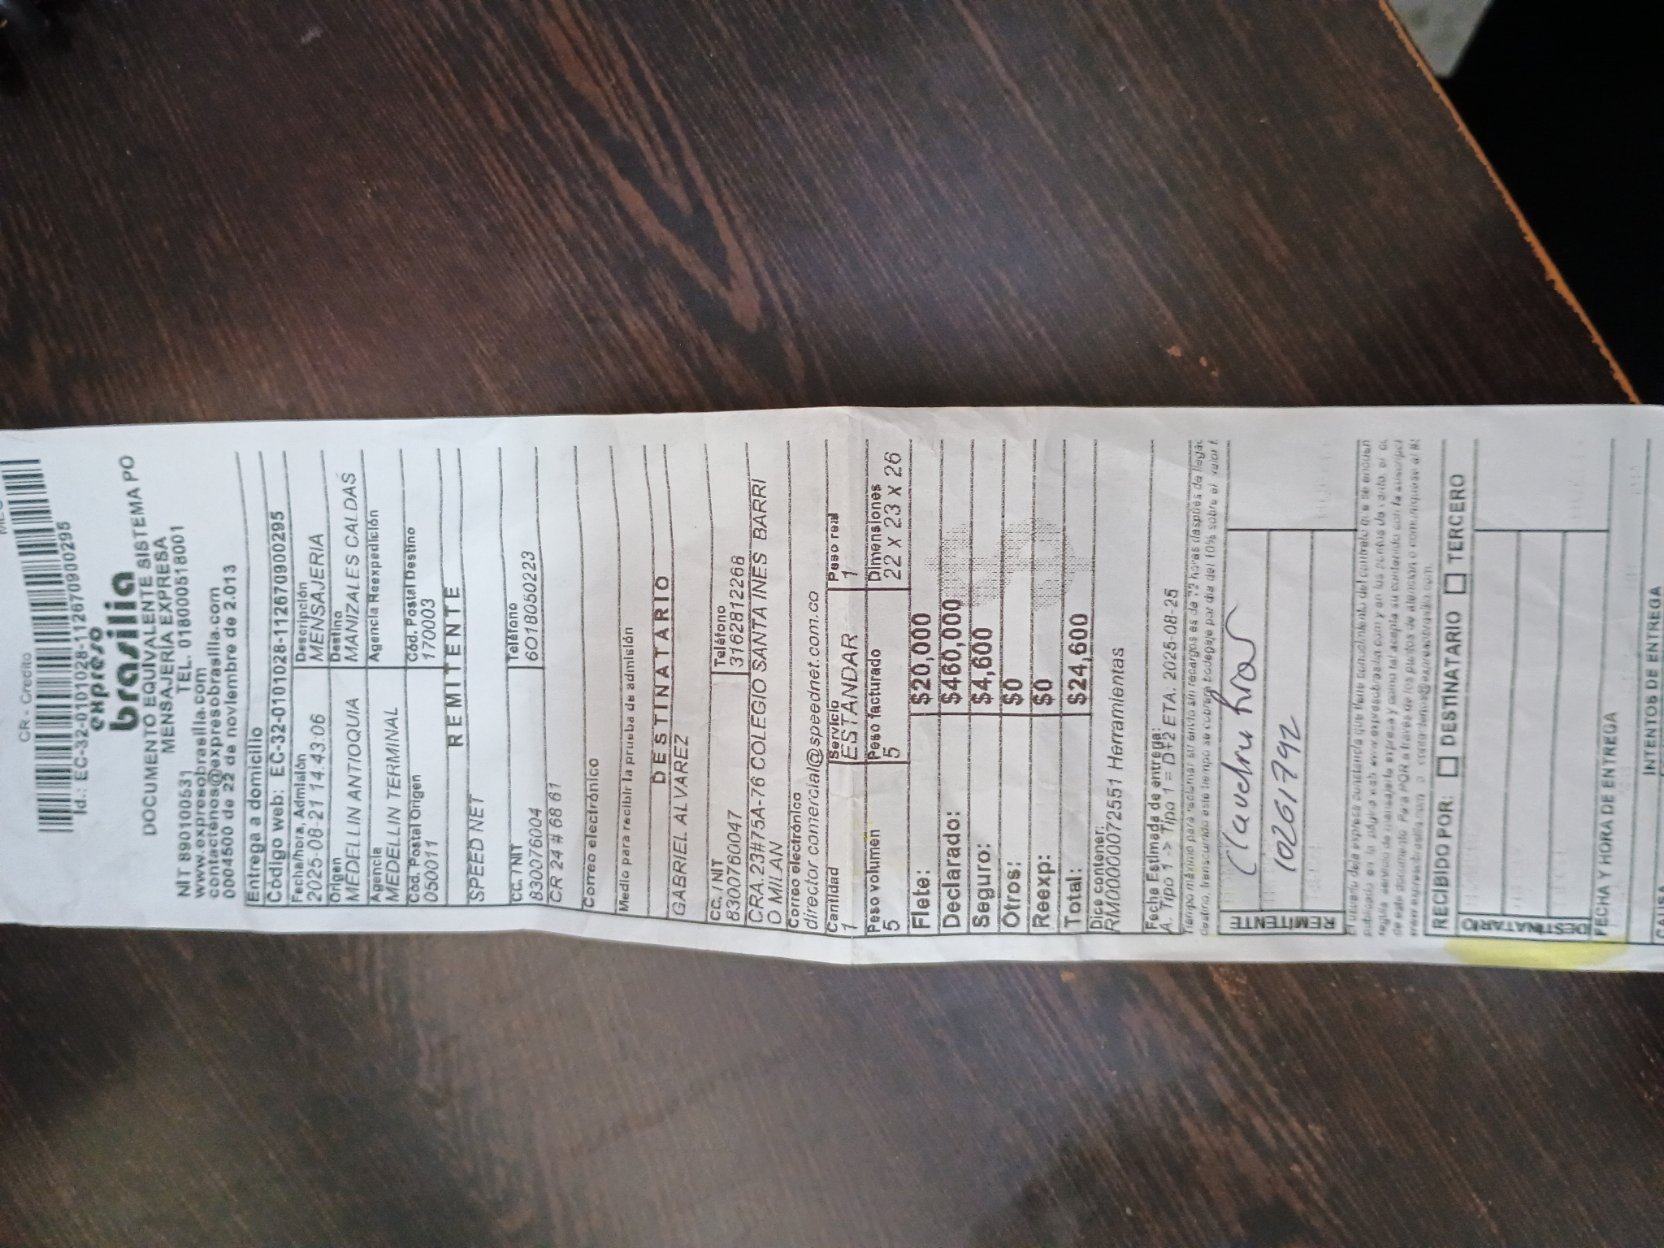 CR - Credito
Id.: EC-32-0101028-112670900295
expreso
brasilia
DOCUMENTO EQUIVALENTE SISTEMA PO
MENSAJERÍA EXPRESA
NIT 890100531 TEL. 018000518001
www.expresobrasilia.com
contactenos@expresobrasilia.com
0004500 de 22 de noviembre de 2.013
Entrega a domicilio
Código web: EC-32-0101028-1126709000295
Fecha/hora, Admisión Descripción
2025-08-21 14.43:06 MENSAJERIA
Origen Destino
MEDELLIN ANTIOQUIA MANIZALES CALDAS
Agencia Agencia Reexpedición
MEDELLIN TERMINAL
Cód. Postal Origen Cód. Postal Destino
050011 170003
REMITENTE
SPEED NET
CC. / NIT Teléfono
830076004 6018050223
CR 24 # 68 61
Correo electrónico
Medio para recibir la prueba de admisión
DESTINATARIO
GABRIEL ALVAREZ
CC. / NIT Teléfono
8300760047 3162812268
CRA.23#75A-76 COLEGIO SANTA INES BARRI
O MILAN
Correo electrónico
director.comercial@speednet.com.co
Cantidad Servicio Peso real
1 ESTANDAR 1
Peso volumen Peso facturado Dimensiones
5 5 22 x 23 x 26
Flete: $20,000
Declarado: $460,000
Seguro: $4,600
Otros: $0
Reexp: $0
Total: $24,600
Dice contener:
RM00000072551 Herramientas
Fecha Estimada de entrega:
A. Tipo 1 -> Tipo 1 = D+2 ETA. 2025-08-25
REMITENTE
10261792
RECIBIDO POR: DESTINATARIO TERCERO
DESTINATARIO
FECHA Y HORA DE ENTREGA
INTENTOS DE ENTREGA
CAUSA